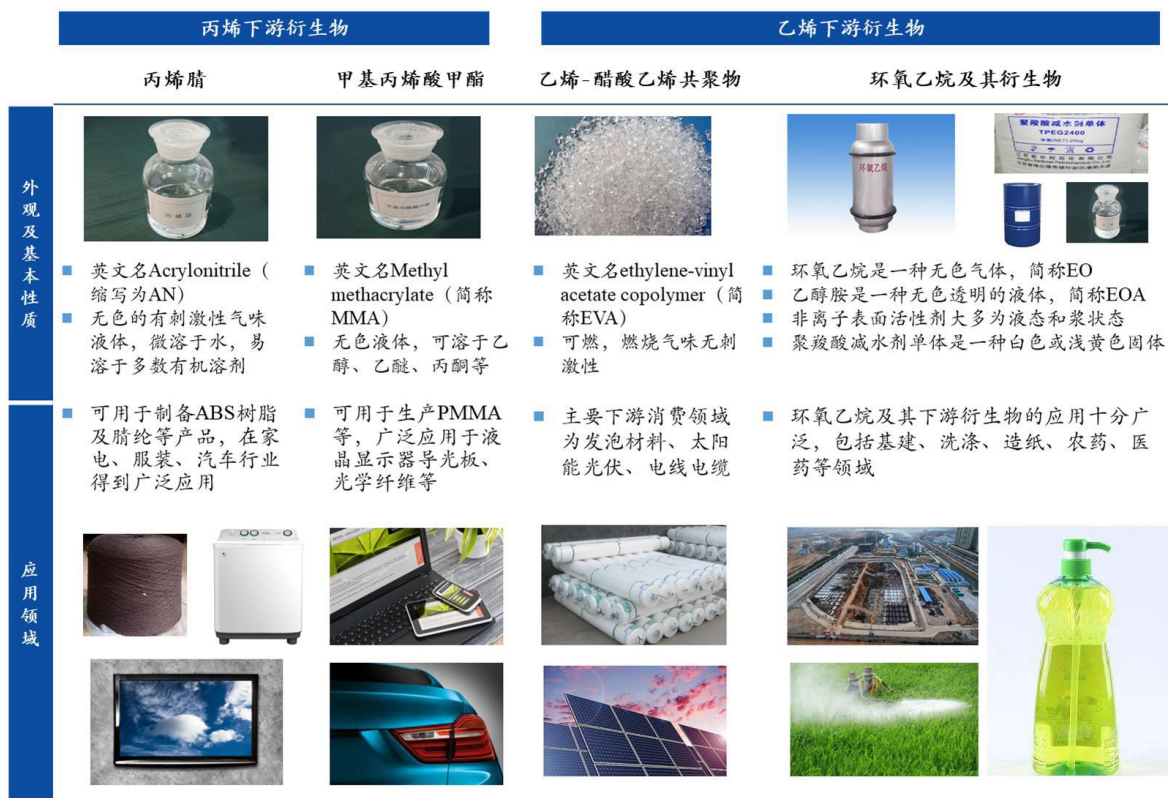 丙烯下游衍生物
乙烯下游衍生物
丙烯腈
甲基丙烯酸甲酯
乙烯-醋酸乙烯共聚物
环氧乙烷及其衍生物
外观及基本性质
丙烯腈
甲基丙烯酸甲酯
环氧乙烷
聚羧酸减水剂单体
TPEG2400
英文名Acrylonitrile（
缩写为AN）
无色的有刺激性气味
液体，微溶于水，易
溶于多数有机溶剂
英文名Methyl
methacrylate（简称
MMA）
无色液体，可溶于乙
醇、乙醚、丙酮等
英文名ethylene-vinyl
acetate copolymer（简
称EVA）
可燃，燃烧气味无刺
激性
环氧乙烷是一种无色气体，简称EO
乙醇胺是一种无色透明的液体，简称EOA
非离子表面活性剂大多为液态和浆状态
聚羧酸减水剂单体是一种白色或浅黄色固体
应用领域
可用于制备ABS树脂
及腈纶等产品，在家
电、服装、汽车行业
得到广泛应用
可用于生产PMMA
等，广泛应用于液
晶显示器导光板、
光学纤维等
主要下游消费领域
为发泡材料、太阳
能光伏、电线电缆
环氧乙烷及其下游衍生物的应用十分广
泛，包括基建、洗涤、造纸、农药、医
药等领域